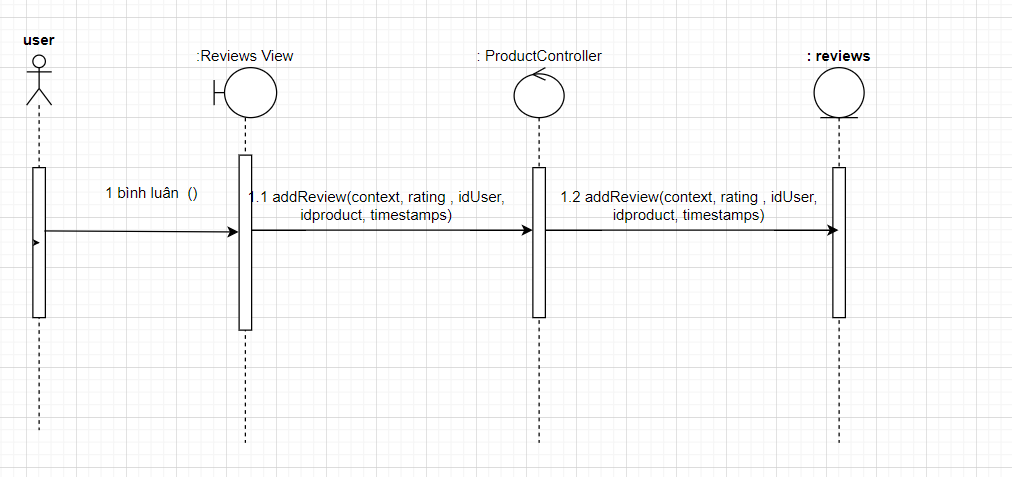 user
:Reviews View
: ProductController
: reviews
1 bình luân ()
1.1 addReview(context, rating , idUser,
idproduct, timestamps)
1.2 addReview(context, rating , idUser,
idproduct, timestamps)